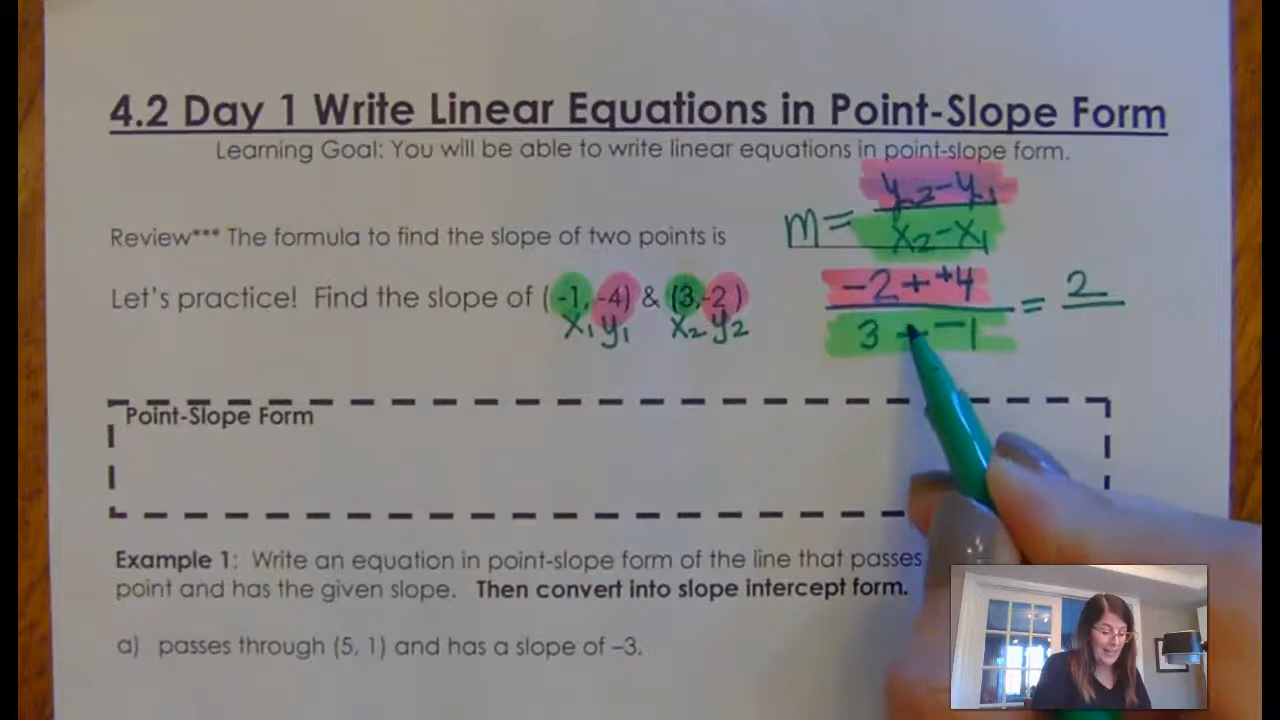 4.2 Day 1 Write Linear Equations in Point-Slope Form
Learning Goal: You will be able to write linear equations in point-slope form.
Review*** The formula to find the slope of two points is
m = y₂ - y₁
x₂ - x₁
Let's practice! Find the slope of (-1, -4) & (3,-2 )
x₁ y₁ x₂ y₂
-2 + +4
3 + -1
= 2
Point-Slope Form
Example 1: Write an equation in point-slope form of the line that passes
point and has the given slope. Then convert into slope intercept form.
a) passes through (5, 1) and has a slope of –3.